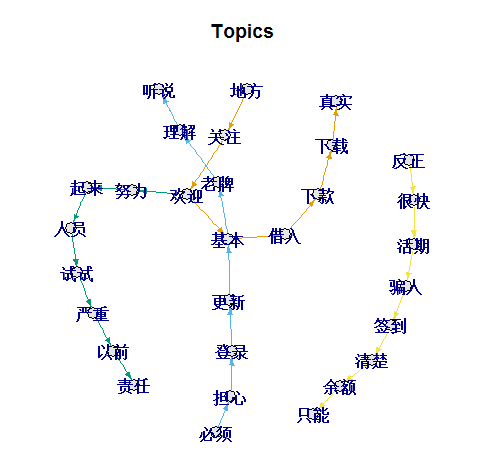 Topics
听说
地方
真实
理解
关注
下载
反正
起来
努力
欢迎
老牌
下款
很快
人员
基本
借入
活期
试试
骗人
严重
更新
签到
以前
登录
清楚
责任
担心
余额
必须
只能